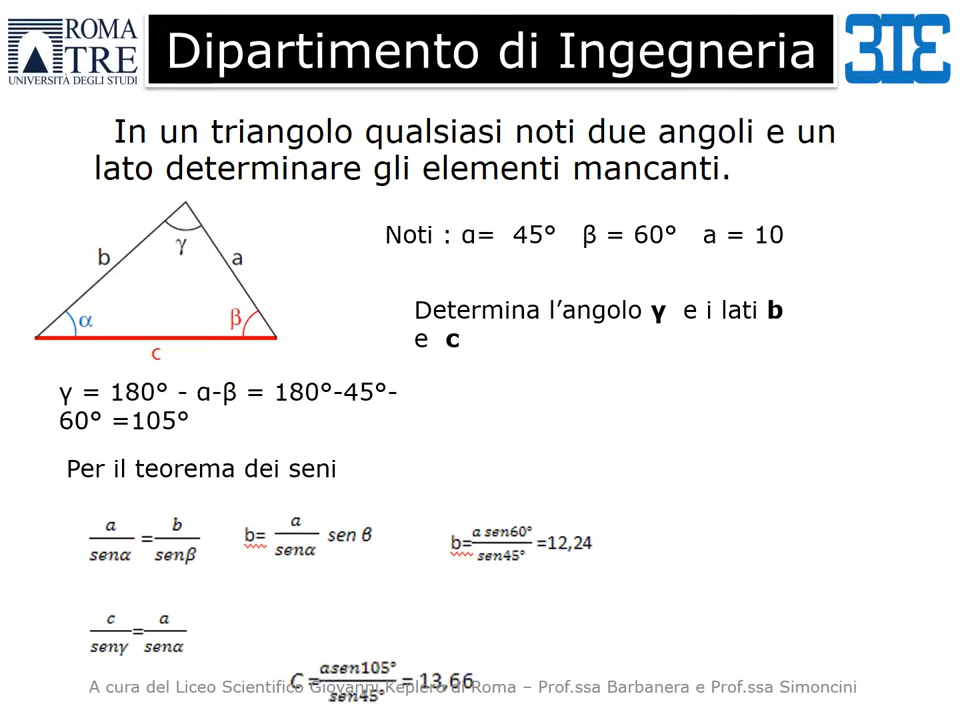 ROMA
TRE
UNIVERSITÀ DEGLI STUDI
Dipartimento di Ingegneria
In un triangolo qualsiasi noti due angoli e un
lato determinare gli elementi mancanti.
γ
b
a
α
β
c
Noti : α= 45° β = 60° a = 10
Determina l’angolo γ e i lati b
e c
γ = 180° - α-β = 180°-45°-
60° =105°
Per il teorema dei seni
a/senα = b/senβ
b= a/senα sen β
b= a sen60°/sen45° =12,24
c/senγ = a/senα
C = asen105°/sen45° = 13,66
A cura del Liceo Scientifico Giovanni Keplero di Roma – Prof.ssa Barbanera e Prof.ssa Simoncini